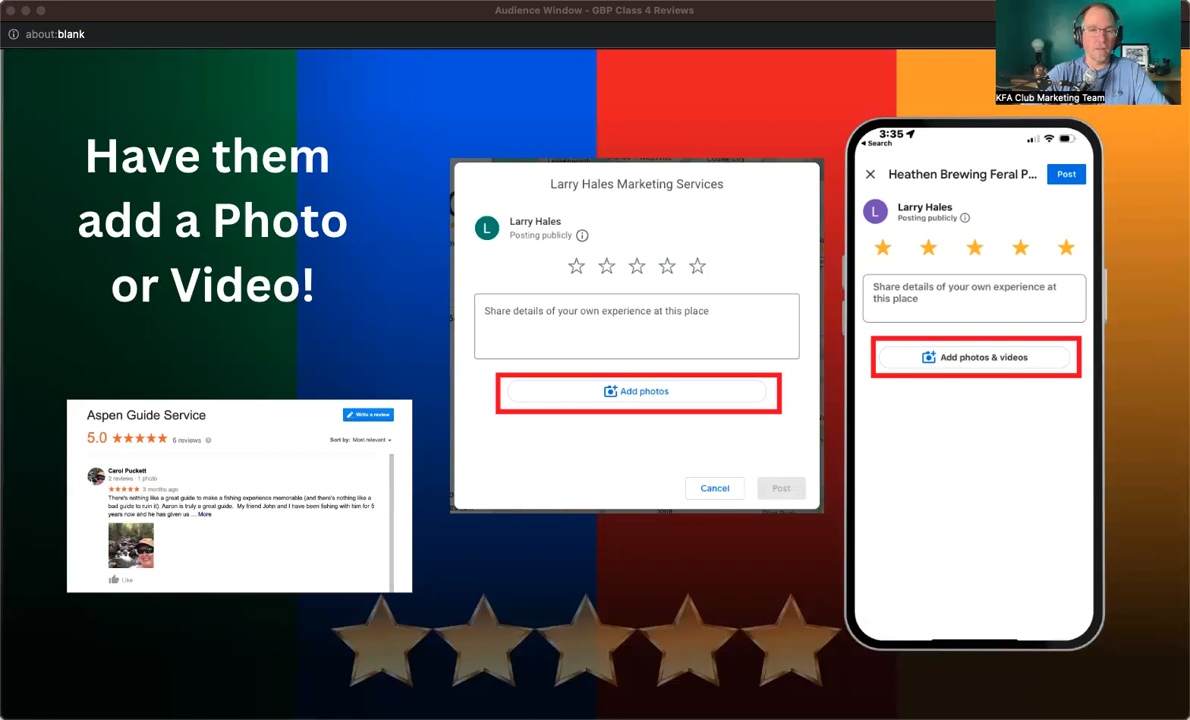 Audience Window - GBP Class 4 Reviews
about:blank
KFA Club Marketing Team
Have them
add a Photo
or Video!
Aspen Guide Service
Write a review
5.0
6 reviews
Sort by: Most relevant
Carol Puckett
2 reviews · 1 photo
3 months ago
There's nothing like a great guide to make a fishing experience memorable (and there's nothing like a
bad guide to ruin it). Aaron is truly a great guide. My friend John and I have been fishing with him for 5
years now and he has given us ... More
Like
Larry Hales Marketing Services
L
Larry Hales
Posting publicly
Share details of your own experience at this place
Add photos
Cancel
Post
3:35
Search
Heathen Brewing Feral P...
Post
L
Larry Hales
Posting publicly
Share details of your own experience at
this place
Add photos & videos